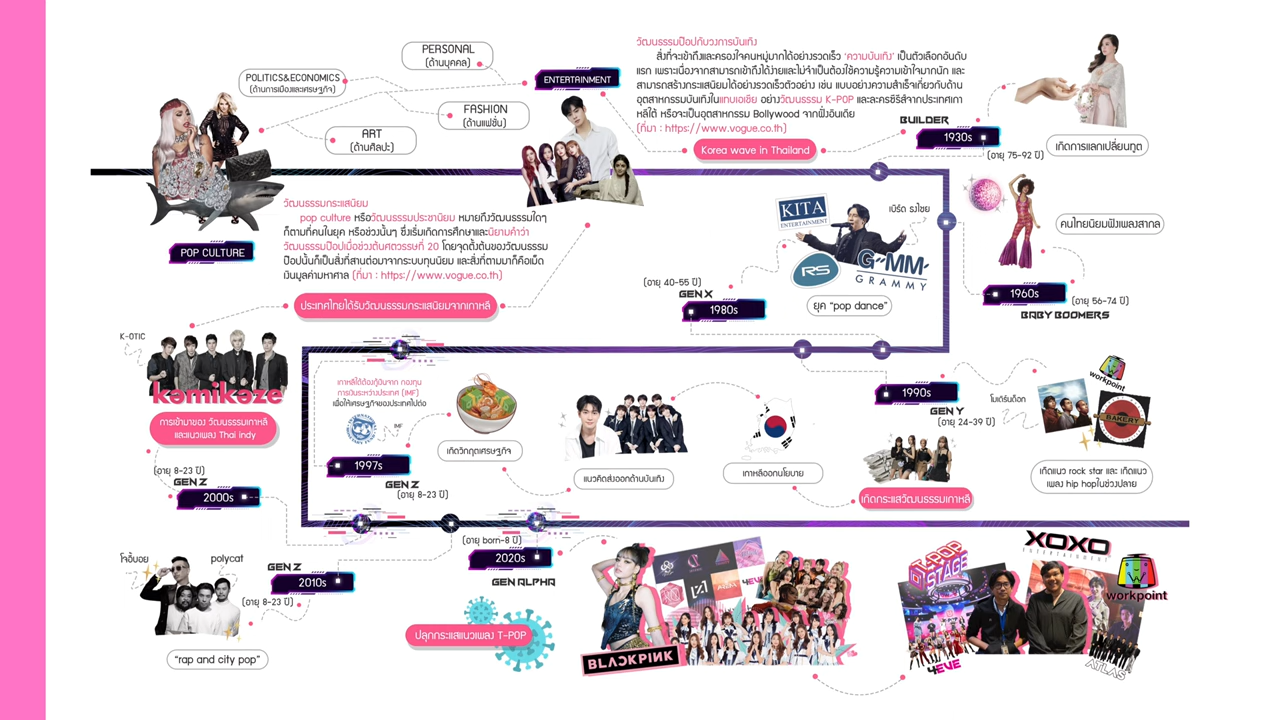 PERSONAL
(ด้านบุคคล)
POLITICS&ECONOMICS
(ด้านการเมืองและเศรษฐกิจ)
ENTERTAINMENT
FASHION
(ด้านแฟชั่น)
ART
(ด้านศิลปะ)
วัฒนธรรมป๊อปกับวงการบันเทิง
สิ่งที่จะเข้าถึงและครองใจคนหมู่มากได้อย่างรวดเร็ว ‘ความบันเทิง’ เป็นตัวเลือกอันดับ
แรก เพราะเนื่องจากสามารถเข้าถึงได้ง่ายและไม่จำเป็นต้องใช้ความรู้ความเข้าใจมากนัก และ
สามารถสร้างกระแสนิยมได้อย่างรวดเร็วตัวอย่าง เช่น แบบอย่างความสำเร็จเกี่ยวกับด้าน
อุตสาหกรรมบันเทิงในแถบเอเชีย อย่างวัฒนธรรม K-POP และละครซีรีส์จากประเทศเกา
หลีใต้ หรือจะเป็นอุตสาหกรรม Bollywood จากฝั่งอินเดีย
(ที่มา : https://www.vogue.co.th)
Korea wave in Thailand
BUILDER
1930s
(อายุ 75-92 ปี)
เกิดการแลกเปลี่ยนทูต
POP CULTURE
วัฒนธรรมกระแสนิยม
pop culture หรือวัฒนธรรมประชานิยม หมายถึงวัฒนธรรมใดๆ
ก็ตามที่คนในยุค หรือช่วงนั้นๆ ซึ่งเริ่มเกิดการศึกษาและนิยามคำว่า
วัฒนธรรมป๊อปเมื่อช่วงต้นศตวรรษที่ 20 โดยจุดตั้งต้นของวัฒนธรรม
ป๊อปนั้นก็เป็นสิ่งที่สานต่อมาจากระบบทุนนิยม และสิ่งที่ตามมาก็คือเม็ด
เงินมูลค่ามหาศาล (ที่มา : https://www.vogue.co.th)
ประเทศไทยได้รับวัฒนธรรมกระแสนิยมจากเกาหลี
KITA
ENTERTAINMENT
เบิร์ด ธงไชย
RS
G"MM'
GRAMMY
(อายุ 40-55 ปี)
GEN X
1980s
ยุค “pop dance”
คนไทยนิยมฟังเพลงสากล
1960s
(อายุ 56-74 ปี)
BABY BOOMERS
K-OTIC
kamikaze
การเข้ามาของ วัฒนธรรมเกาหลี
และแนวเพลง Thai indy
(อายุ 8-23 ปี)
GEN Z
2000s
เกาหลีได้ต้องกู้เงินจาก กองทุน
การเงินระหว่างประเทศ (IMF)
เพื่อให้เศรษฐกิจของประเทศไปต่อ
IMF
1997s
GEN Z
(อายุ 8-23 ปี)
เกิดวิกฤตเศรษฐกิจ
แนวคิดส่งออกด้านบันเทิง
เกาหลีออกนโยบาย
เกิดกระแสวัฒนธรรมเกาหลี
1990s
GEN Y
(อายุ 24-39 ปี)
โมเดิร์นด็อก
workpoint
BAKERY
เกิดแนว rock star และ เกิดแนว
เพลง hip hopในช่วงปลาย
โจอี้บอย
polycat
GEN Z
2010s
(อายุ 8-23 ปี)
“rap and city pop”
(อายุ born-8 ปี)
2020s
GEN ALPHA
ปลุกกระแสแนวเพลง T-POP
BLACKPINK
4EVE
T-POP
STAGE
XOXO
ENTERTAINMENT
workpoint
4EVE
ATLAS